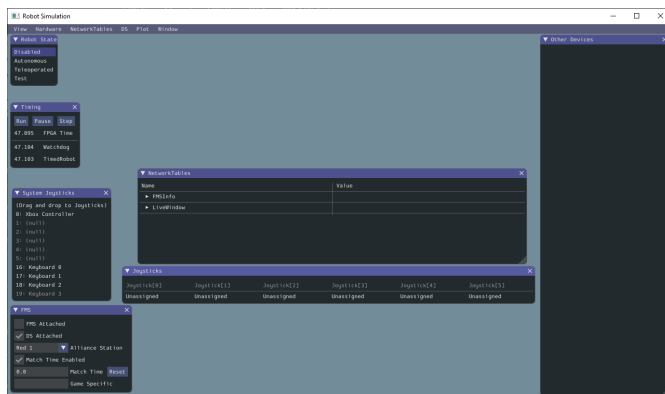 Robot Simulation
View Hardware NetworkTables DS Plot Window
Robot State
Disabled
Autonomous
Teleoperated
Test
Other Devices
Timing
Run Pause Step
47.095 FPGA Time
47.104 Watchdog
47.103 TimedRobot
NetworkTables
Name Value
FMSInfo
LiveWindow
System Joysticks
(Drag and drop to Joysticks)
0: Xbox Controller
1: (null)
2: (null)
3: (null)
4: (null)
5: (null)
16: Keyboard 0
17: Keyboard 1
18: Keyboard 2
19: Keyboard 3
Joysticks
Joystick[0] Joystick[1] Joystick[2] Joystick[3] Joystick[4] Joystick[5]
Unassigned Unassigned Unassigned Unassigned Unassigned Unassigned
FMS
FMS Attached
DS Attached
Red 1 Alliance Station
Match Time Enabled
0.0 Match Time Reset
Game Specific